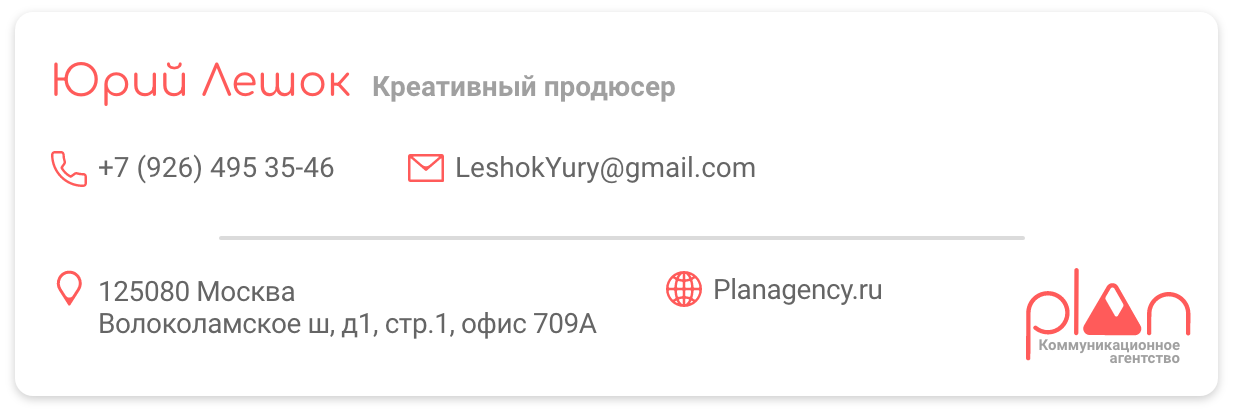 Юрий Лешок Креативный продюсер
+7 (926) 495 35-46 LeshokYury@gmail.com
125080 Москва
Волоколамское ш, д1, стр.1, офис 709А
Planagency.ru
plan
Коммуникационное
агентство